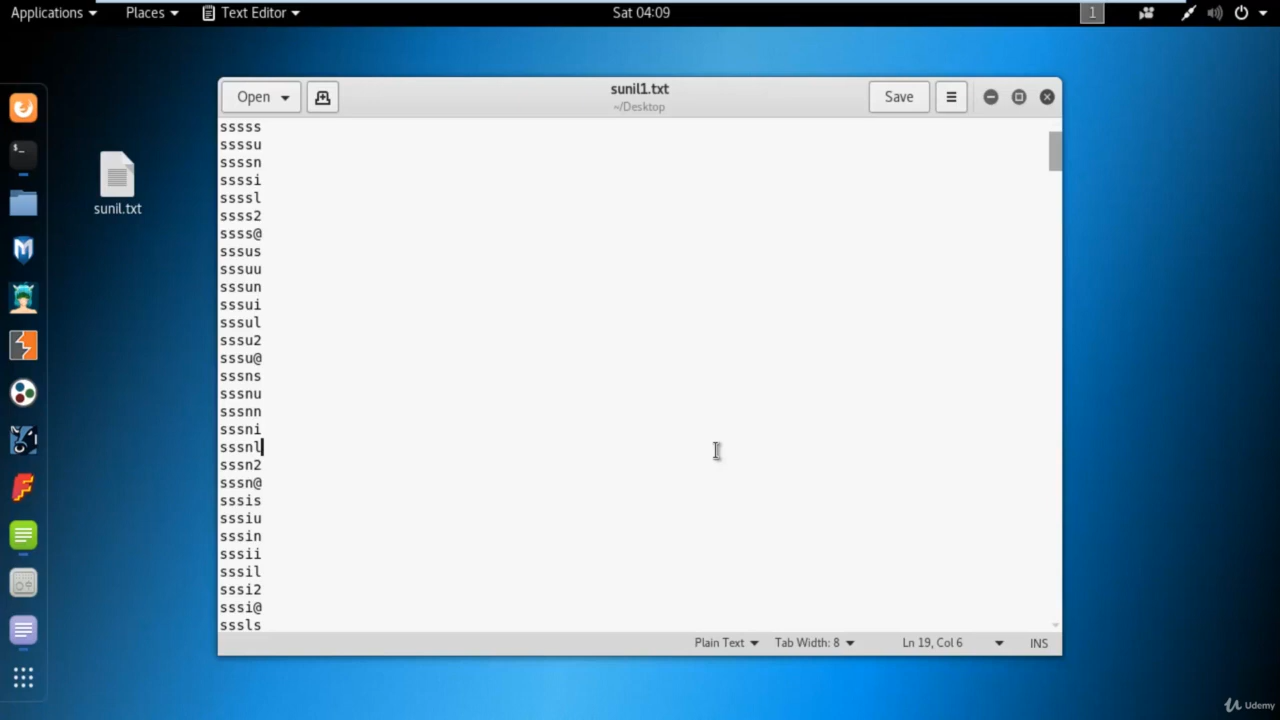 Applications Places Text Editor Sat 04:09 1
Open sunil1.txt Save
~/Desktop
sunil.txt
sssss
ssssu
ssssn
ssssi
ssssl
ssss2
ssss@
sssus
sssuu
sssun
sssui
sssul
sssu2
sssu@
sssns
sssnu
sssnn
sssni
sssnl
sssn2
sssn@
sssis
sssiu
sssin
sssii
sssil
sssi2
sssi@
sssls
Plain Text Tab Width: 8 Ln 19, Col 6 INS
Udemy